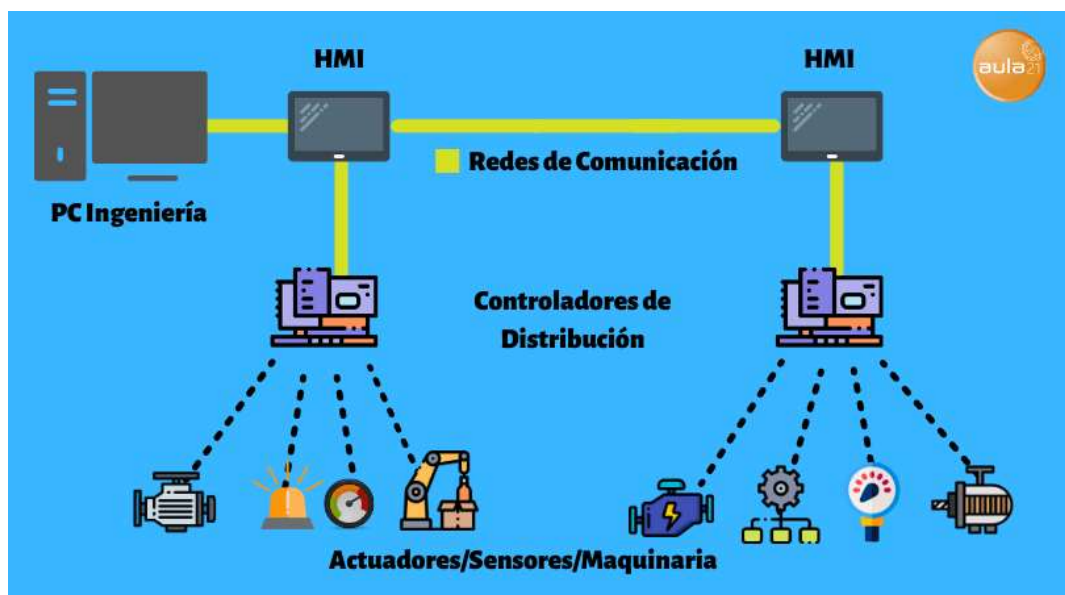 HMI
HMI
aula21
Redes de Comunicación
PC Ingeniería
Controladores de
Distribución
Actuadores/Sensores/Maquinaria